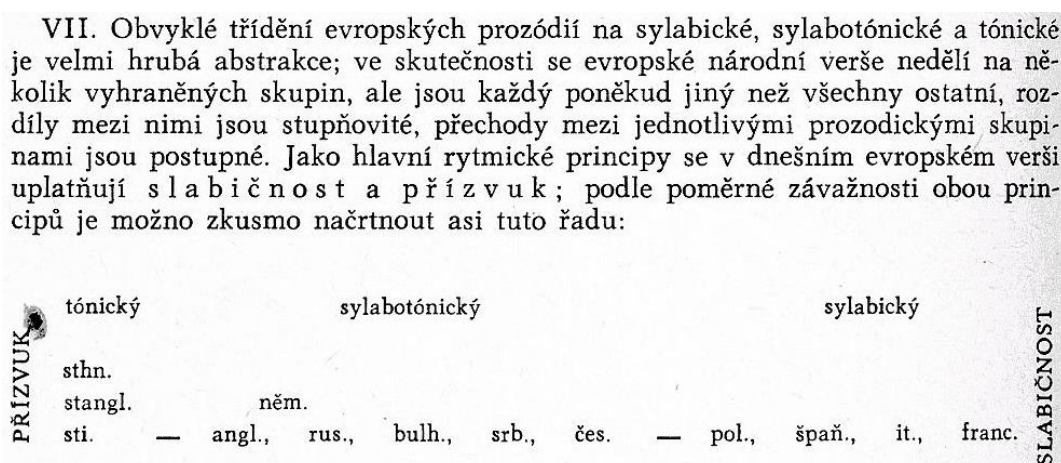 VII. Obvyklé třídění evropských prozódií na sylabické, sylabotónické a tónické
je velmi hrubá abstrakce; ve skutečnosti se evropské národní verše nedělí na ně-
kolik vyhraněných skupin, ale jsou každý poněkud jiný než všechny ostatní, roz-
díly mezi nimi jsou stupňovité, přechody mezi jednotlivými prozodickými skupi-
nami jsou postupné. Jako hlavní rytmické principy se v dnešním evropském verši
uplatňují slabičnost a přízvuk; podle poměrné závažnosti obou prin-
cipů je možno zkusmo načrtnout asi tuto řadu:
PŘÍZVUK
tónický sylabotónický sylabický
sthn.
stangl. něm.
sti. — angl., rus., bulh., srb., čes. — pol., špaň., it., franc.
SLABIČNOST